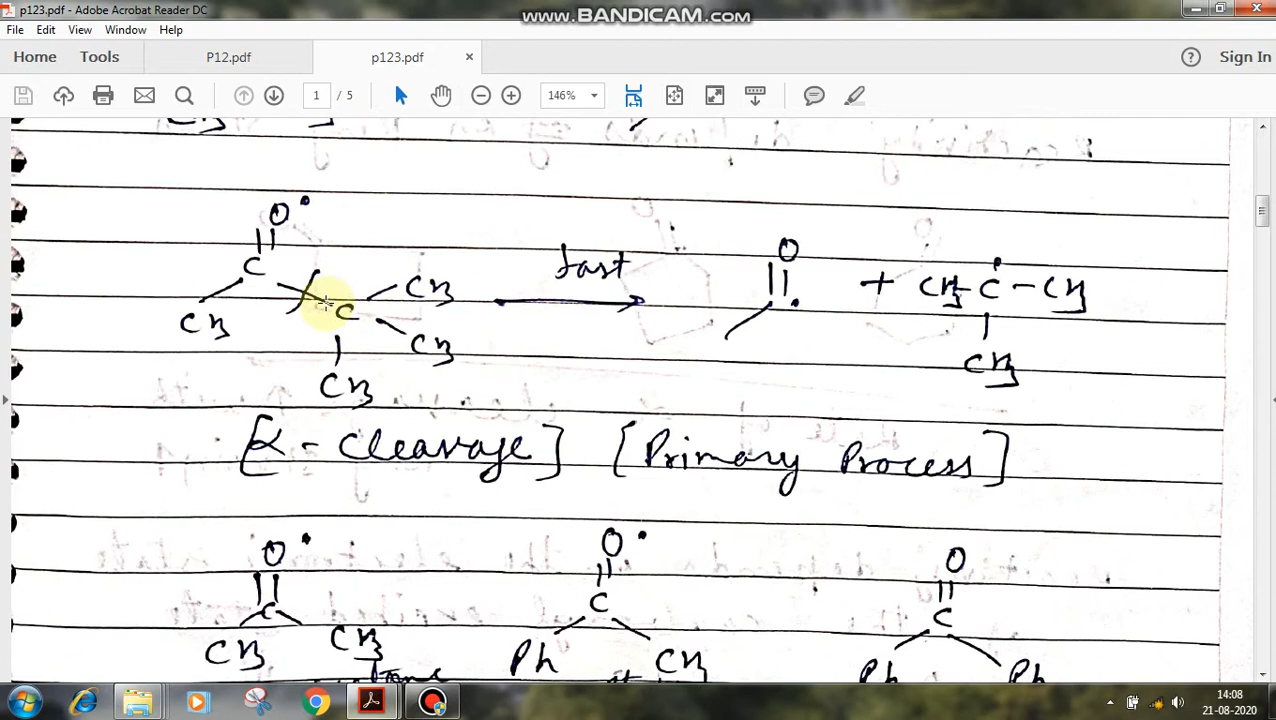 p123.pdf - Adobe Acrobat Reader DC
www.BANDICAM.com
File Edit View Window Help
Home Tools P12.pdf p123.pdf × ? Sign In
1 / 5 146%
O•
C
CH3 C CH3
CH3
CH3
fast
O
+ CH3-C-CH3
CH3
[α-Cleavage] [Primary Process]
O• O• O
C C C
CH3 CH3 Ph CH3 Ph Ph
14:08
21-08-2020